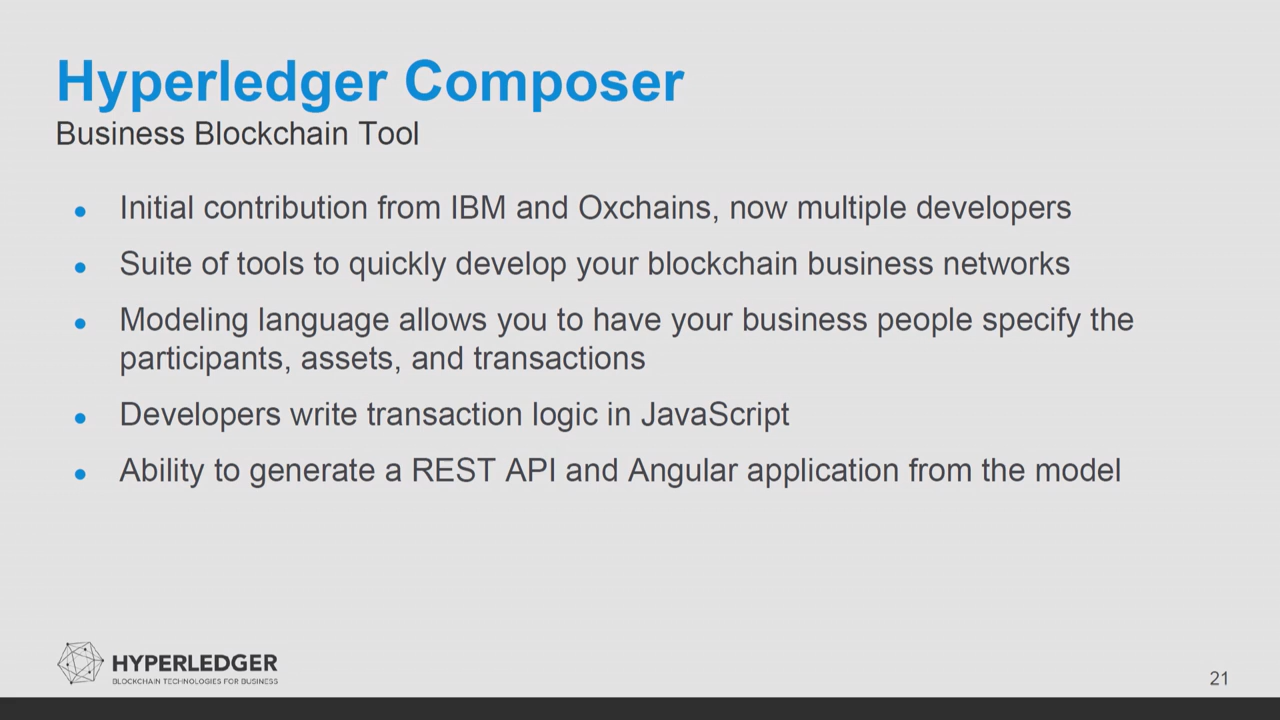 Hyperledger Composer
Business Blockchain Tool
Initial contribution from IBM and Oxchains, now multiple developers
Suite of tools to quickly develop your blockchain business networks
Modeling language allows you to have your business people specify the
participants, assets, and transactions
Developers write transaction logic in JavaScript
Ability to generate a REST API and Angular application from the model
HYPERLEDGER
BLOCKCHAIN TECHNOLOGIES FOR BUSINESS
21